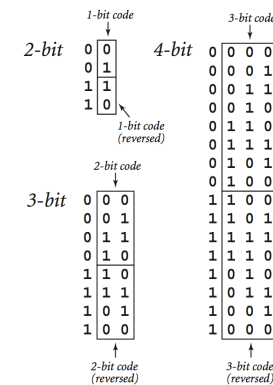 1-bit code
2-bit
0 0
0 1
1 1
1 0
1-bit code
(reversed)
2-bit code
3-bit
0 0 0
0 0 1
0 1 1
0 1 0
1 1 0
1 1 1
1 0 1
1 0 0
2-bit code
(reversed)
3-bit code
4-bit
0 0 0 0
0 0 0 1
0 0 1 1
0 0 1 0
0 1 1 0
0 1 1 1
0 1 0 1
0 1 0 0
1 1 0 0
1 1 0 1
1 1 1 1
1 1 1 0
1 0 1 0
1 0 1 1
1 0 0 1
1 0 0 0
3-bit code
(reversed)